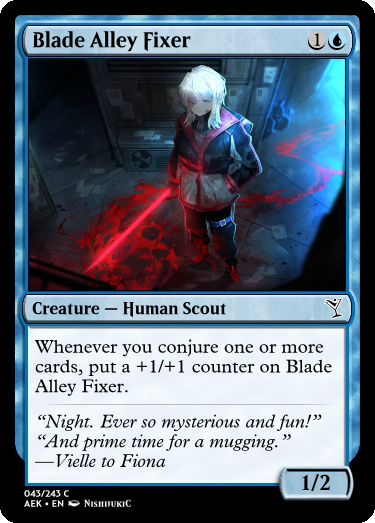 Blade Alley Fixer 1
Creature — Human Scout
Whenever you conjure one or more
cards, put a +1/+1 counter on Blade
Alley Fixer.
“Night. Ever so mysterious and fun!”
“And prime time for a mugging.”
—Vielle to Fiona
1/2
043/243 C
AEK • EN NishijukiC